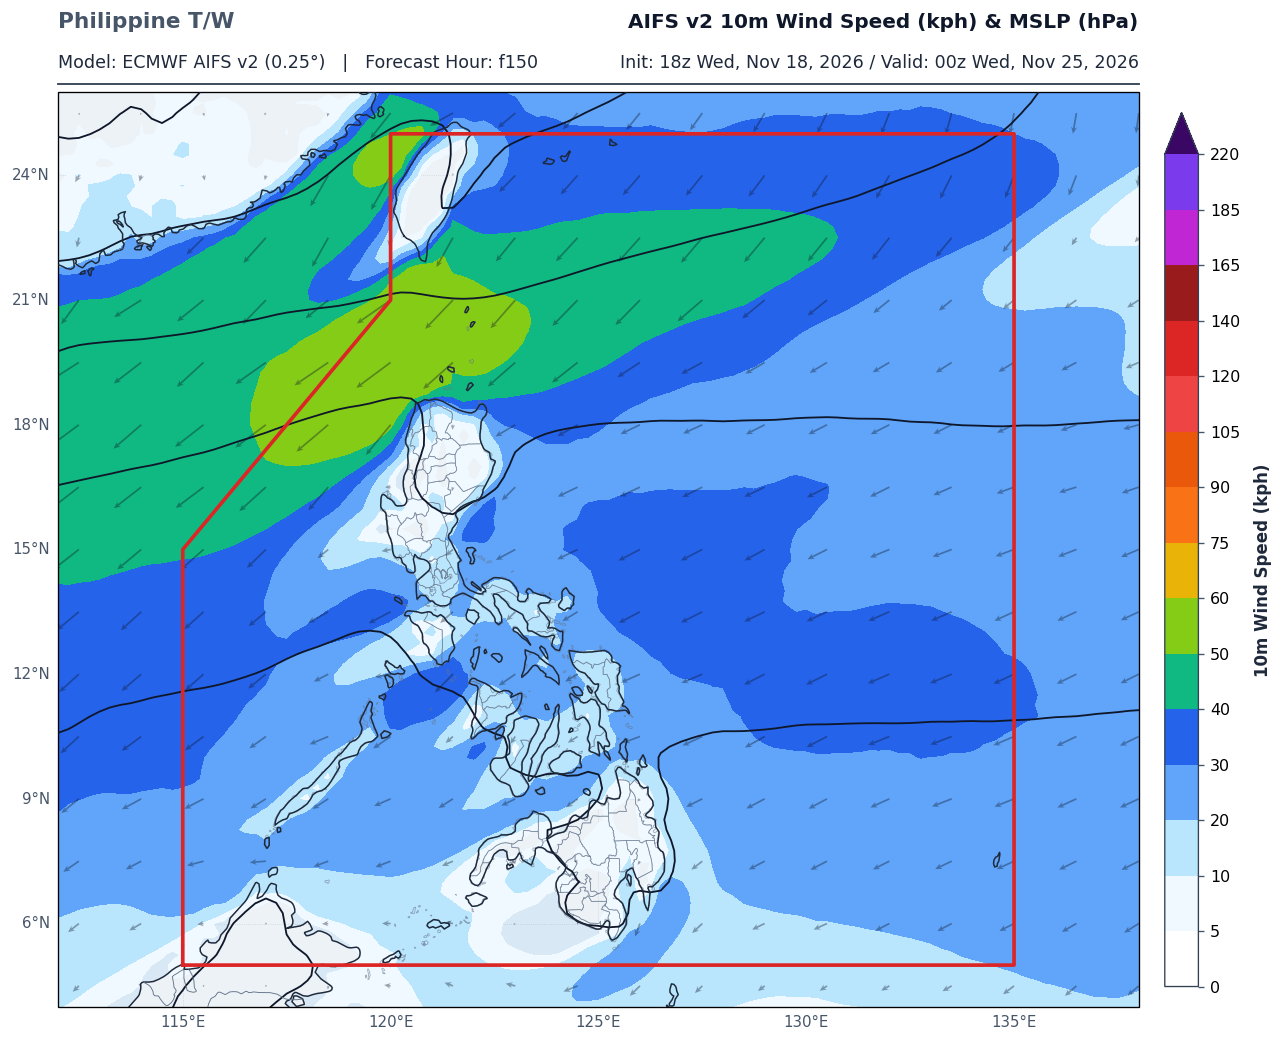 Philippine T/W
AIFS v2 10m Wind Speed (kph) & MSLP (hPa)
Model: ECMWF AIFS v2 (0.25°)   |   Forecast Hour: f150
Init: 18z Wed, Nov 18, 2026 / Valid: 00z Wed, Nov 25, 2026
24°N
21°N
18°N
15°N
12°N
9°N
6°N
115°E
120°E
125°E
130°E
135°E
220
185
165
140
120
105
90
75
60
50
40
30
20
10
5
0
10m Wind Speed (kph)